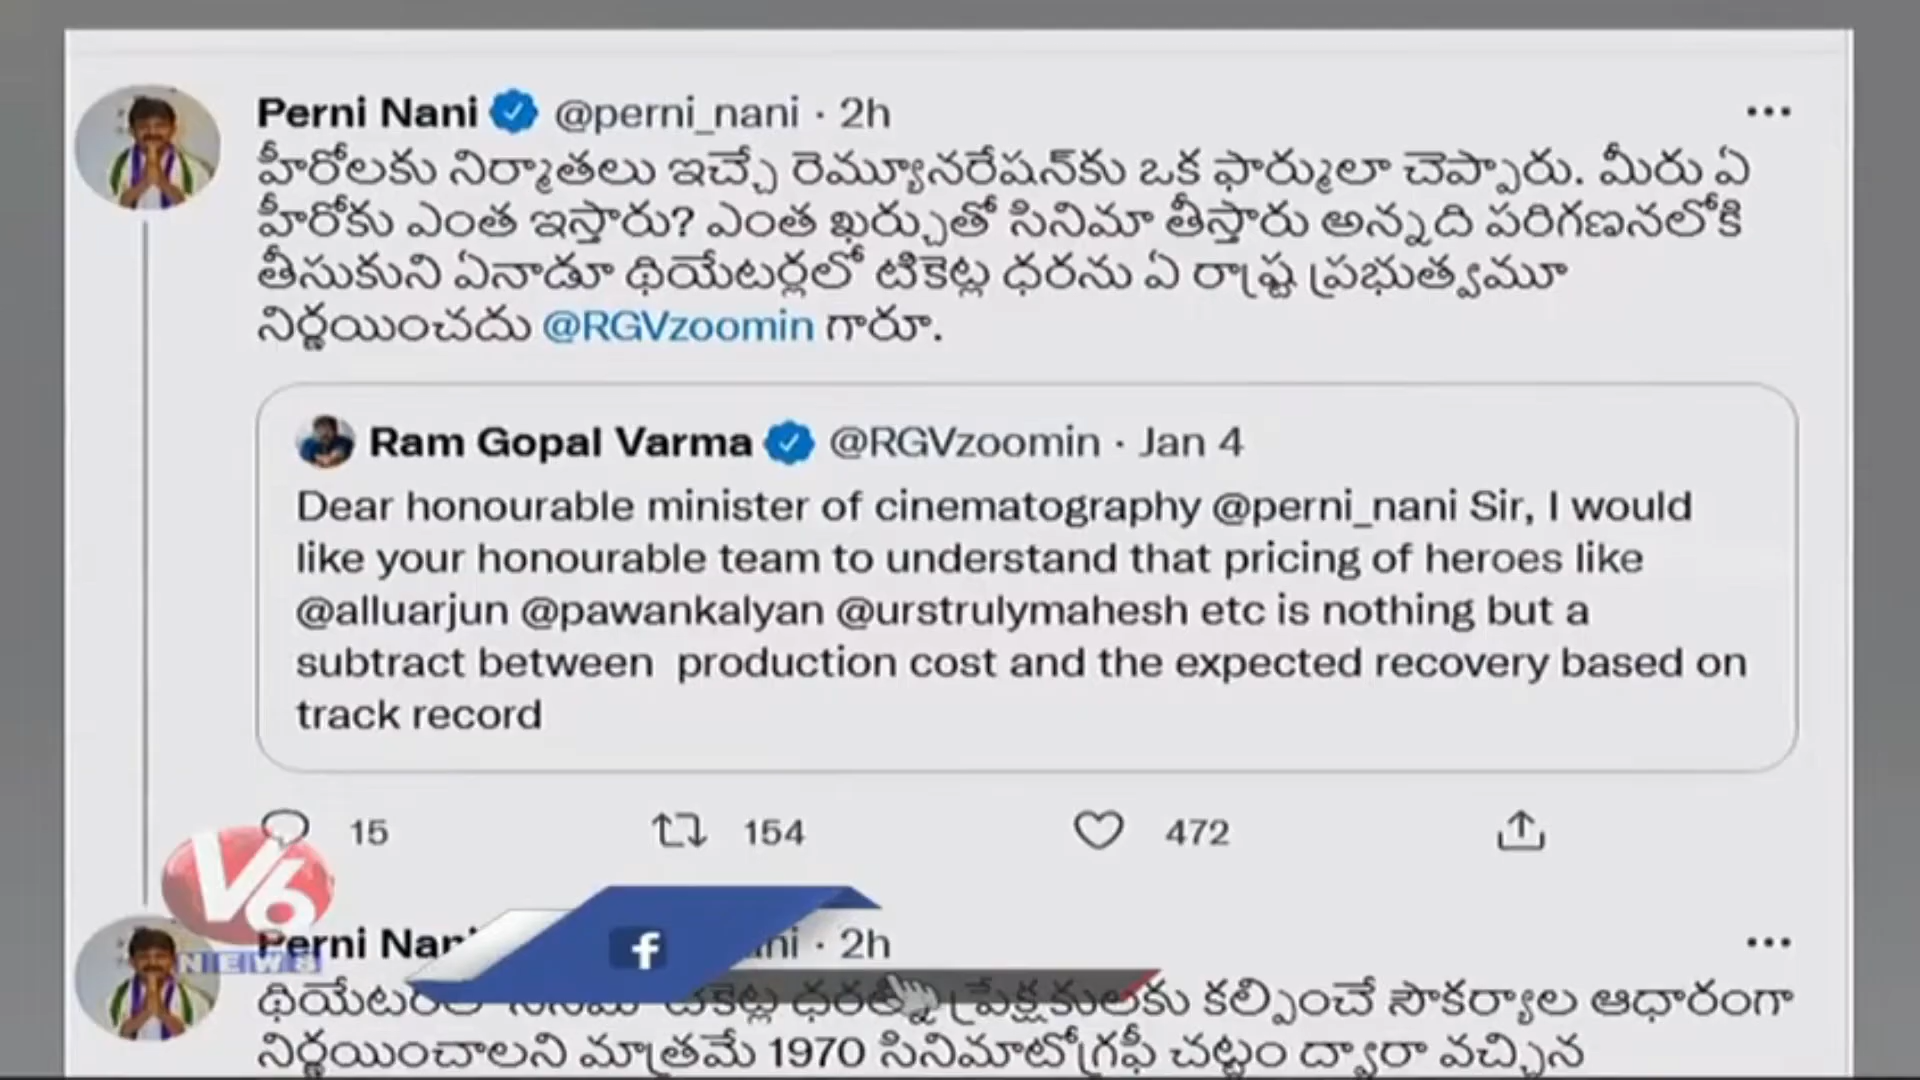 Perni Nani @perni_nani · 2h
హీరోలకు నిర్మాతలు ఇచ్చే రెమ్యూనరేషన్‌కు ఒక ఫార్ములా చెప్పారు. మీరు ఏ
హీరోకు ఎంత ఇస్తారు? ఎంత ఖర్చుతో సినిమా తీస్తారు అన్నది పరిగణనలోకి
తీసుకుని ఏనాడూ థియేటర్లలో టికెట్ల ధరను ఏ రాష్ట్ర ప్రభుత్వమూ
నిర్ణయించదు @RGVzoomin గారూ.
Ram Gopal Varma @RGVzoomin · Jan 4
Dear honourable minister of cinematography @perni_nani Sir, I would
like your honourable team to understand that pricing of heroes like
@alluarjun @pawankalyan @urstrulymahesh etc is nothing but a
subtract between production cost and the expected recovery based on
track record
15 154 472
V6
NEWS
Perni Nani · 2h
f
టికెట్ల ప్రేక్షకులకు కల్పించే సౌకర్యాల ఆధారంగా
నిర్ణయించాలని మాత్రమే 1970 సినిమాటోగ్రఫీ చట్టం ద్వారా వచ్చిన